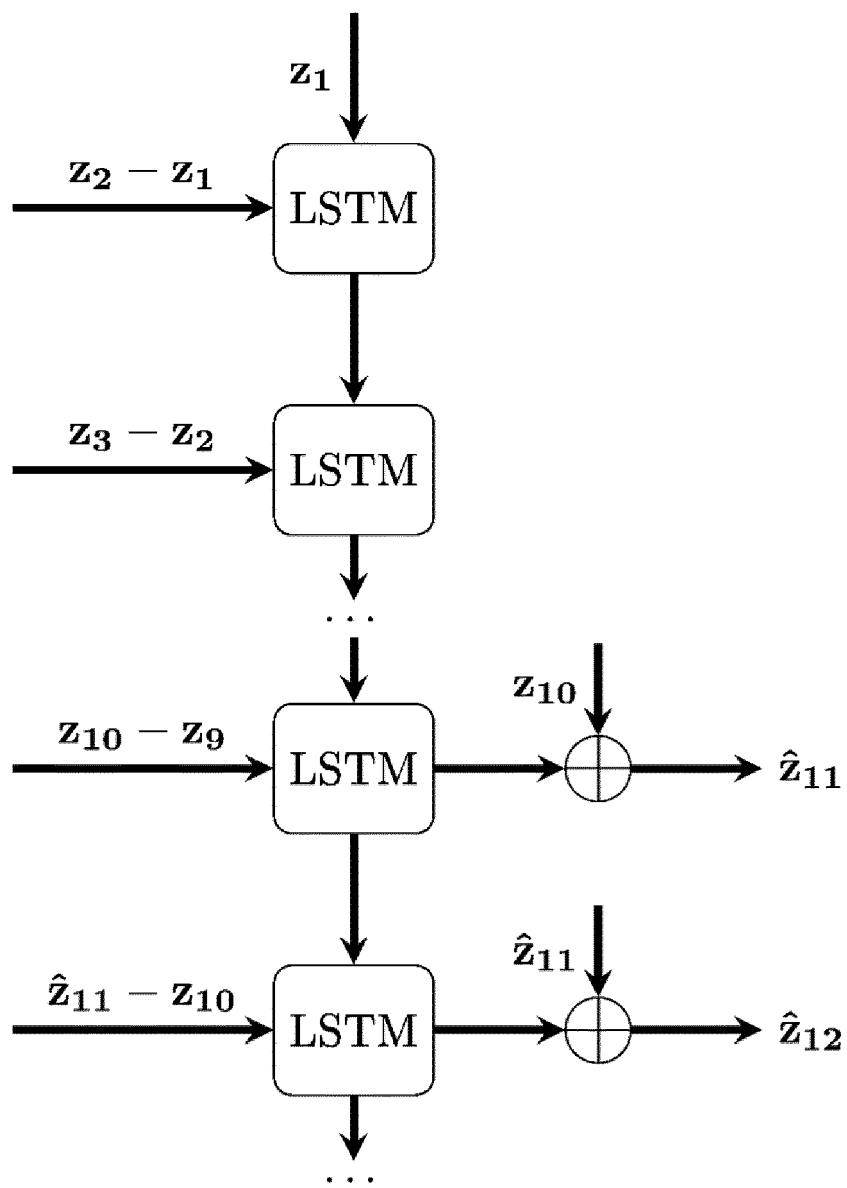 z₁
z₂ − z₁
LSTM
z₃ − z₂
LSTM
...
z₁₀
z₁₀ − z₉
LSTM
ẑ₁₁
ẑ₁₁
ẑ₁₁ − z₁₀
LSTM
ẑ₁₂
...